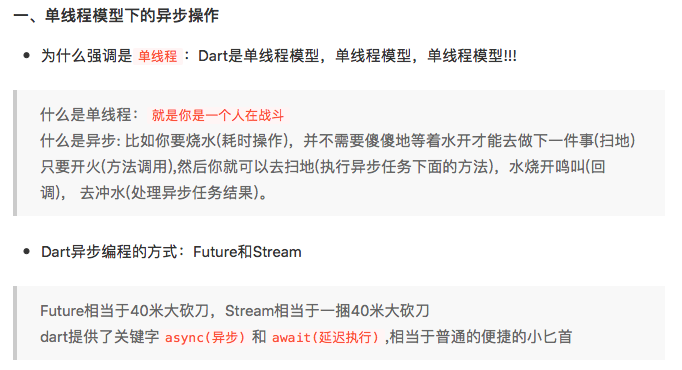 一、单线程模型下的异步操作
为什么强调是 单线程 ：Dart是单线程模型，单线程模型，单线程模型!!!
什么是单线程： 就是你是一个人在战斗
什么是异步: 比如你要烧水(耗时操作)，并不需要傻傻地等着水开才能去做下一件事(扫地)
只要开火(方法调用),然后你就可以去扫地(执行异步任务下面的方法)，水烧开鸣叫(回
调)， 去冲水(处理异步任务结果)。
Dart异步编程的方式：Future和Stream
Future相当于40米大砍刀，Stream相当于一捆40米大砍刀
dart提供了关键字 async(异步) 和 await(延迟执行) ,相当于普通的便捷的小匕首